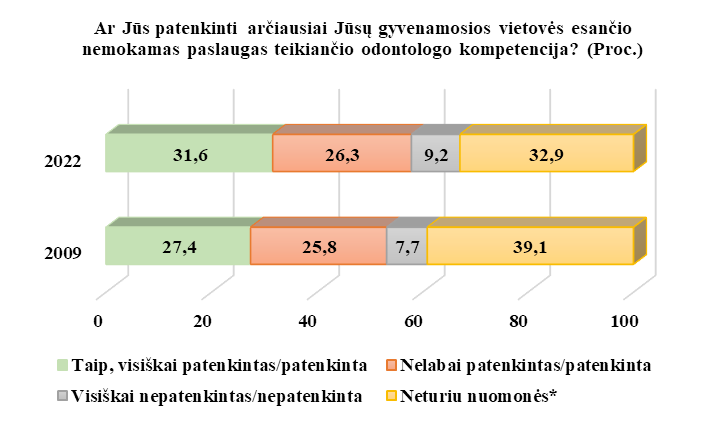 Ar Jūs patenkinti arčiausiai Jūsų gyvenamosios vietovės esančio
nemokamas paslaugas teikiančio odontologo kompetencija? (Proc.)
2022
31,6
26,3
9,2
32,9
2009
27,4
25,8
7,7
39,1
0
20
40
60
80
100
Taip, visiškai patenkintas/patenkinta
Nelabai patenkintas/patenkinta
Visiškai nepatenkintas/nepatenkinta
Neturiu nuomonės*